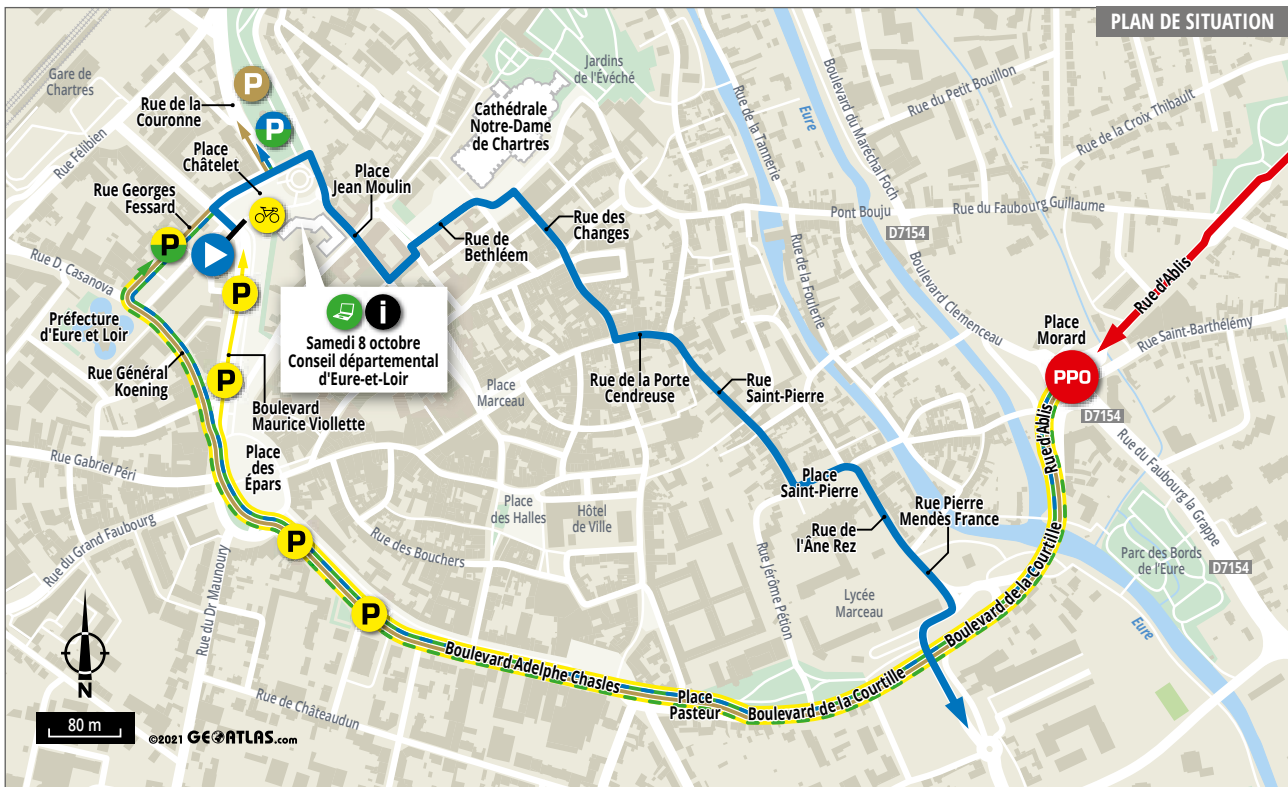 PLAN DE SITUATION
Gare de
Chartres
Rue de la
Couronne
P
P
Jardins
de l'Évêché
Cathédrale
Notre-Dame
de Chartres
Rue de la Tannerie
Eure
Boulevard du Maréchal Foch
Rue du Petit Bouillon
Rue de la Croix Thibault
Rue Félibien
Place
Châtelet
Place
Jean Moulin
Rue Georges
Fessard
Rue de
Bethléem
Rue des
Changes
Pont Bouju
Rue du Faubourg Guillaume
D7154
Rue D. Casanova
P
P
Rue de la Foulerie
Boulevard Clemenceau
Rue d'Ablis
Préfecture
d'Eure et Loir
i
Samedi 8 octobre
Conseil départemental
d'Eure-et-Loir
Place
Morard
Rue Saint-Barthélémy
PPO
D7154
Rue Général
Koening
P
Boulevard
Maurice Viollette
Place
Marceau
Rue de la Porte
Cendreuse
Rue
Saint-Pierre
Rue d'Ablis
Rue du Faubourg la Grappe
Rue Gabriel Péri
Place
des
Épars
Place
Saint-Pierre
Rue Pierre
Mendès France
Place
des Halles
Hôtel
de Ville
Rue de
l'Âne Rez
Rue du Grand Faubourg
P
Rue des Bouchers
Parc des Bords
de l'Eure
D7154
Rue du Dr Maunoury
P
Rue Jérôme Pétion
Lycée
Marceau
Boulevard de la Courtille
Eure
Boulevard Adelphe Chasles
Place
Pasteur
Boulevard de la Courtille
N
Rue de Châteaudun
80 m
©2021 GEOATLAS.com